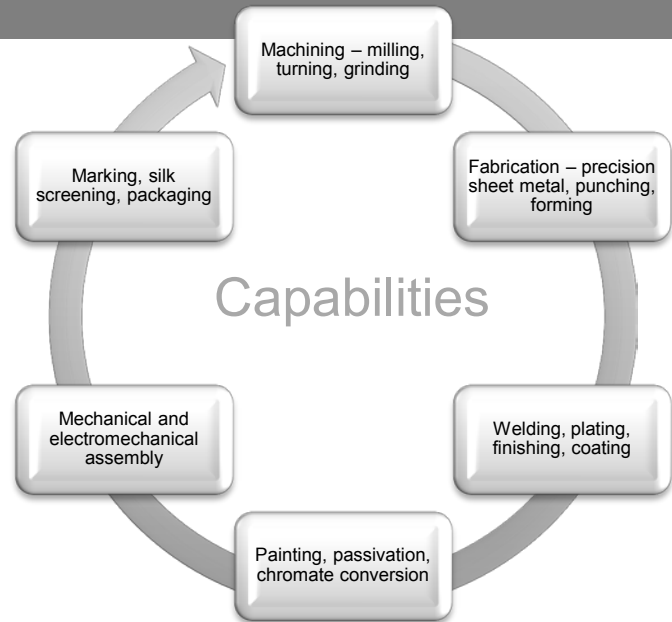 Machining – milling,
turning, grinding
Fabrication – precision
sheet metal, punching,
forming
Welding, plating,
finishing, coating
Painting, passivation,
chromate conversion
Mechanical and
electromechanical
assembly
Marking, silk
screening, packaging
Capabilities